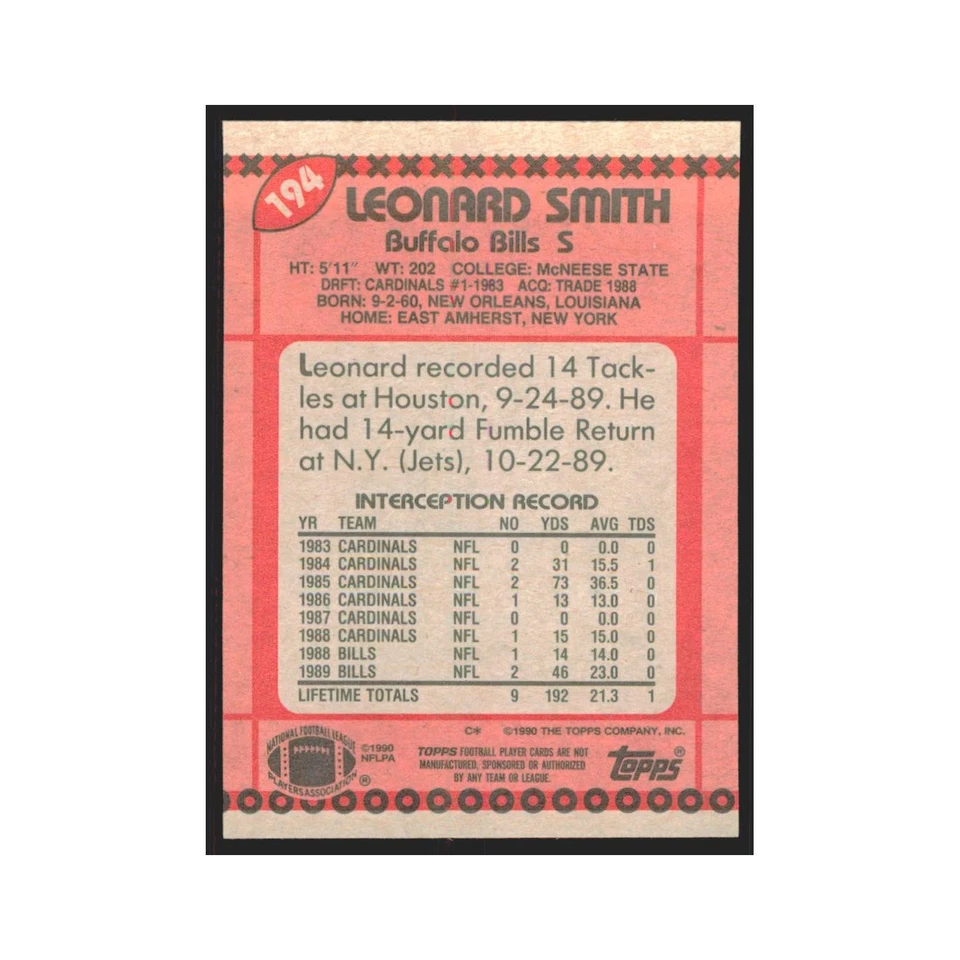 194
LEONARD SMITH
Buffalo Bills S
HT: 5'11" WT: 202 COLLEGE: McNEESE STATE
DRFT: CARDINALS #1-1983 ACQ: TRADE 1988
BORN: 9-2-60, NEW ORLEANS, LOUISIANA
HOME: EAST AMHERST, NEW YORK
Leonard recorded 14 Tack-
les at Houston, 9-24-89. He
had 14-yard Fumble Return
at N.Y. (Jets), 10-22-89.
INTERCEPTION RECORD
YR TEAM NO YDS AVG TDS
1983 CARDINALS NFL 0 0 0.0 0
1984 CARDINALS NFL 2 31 15.5 1
1985 CARDINALS NFL 2 73 36.5 0
1986 CARDINALS NFL 1 13 13.0 0
1987 CARDINALS NFL 0 0 0.0 0
1988 CARDINALS NFL 1 15 15.0 0
1988 BILLS NFL 1 14 14.0 0
1989 BILLS NFL 2 46 23.0 0
LIFETIME TOTALS 9 192 21.3 1
C* ©1990 THE TOPPS COMPANY, INC.
NATIONAL FOOTBALL LEAGUE
PLAYERS ASSOCIATION ®
©1990
NFLPA
TOPPS FOOTBALL PLAYER CARDS ARE NOT
MANUFACTURED, SPONSORED OR AUTHORIZED
BY ANY TEAM OR LEAGUE.
Topps®